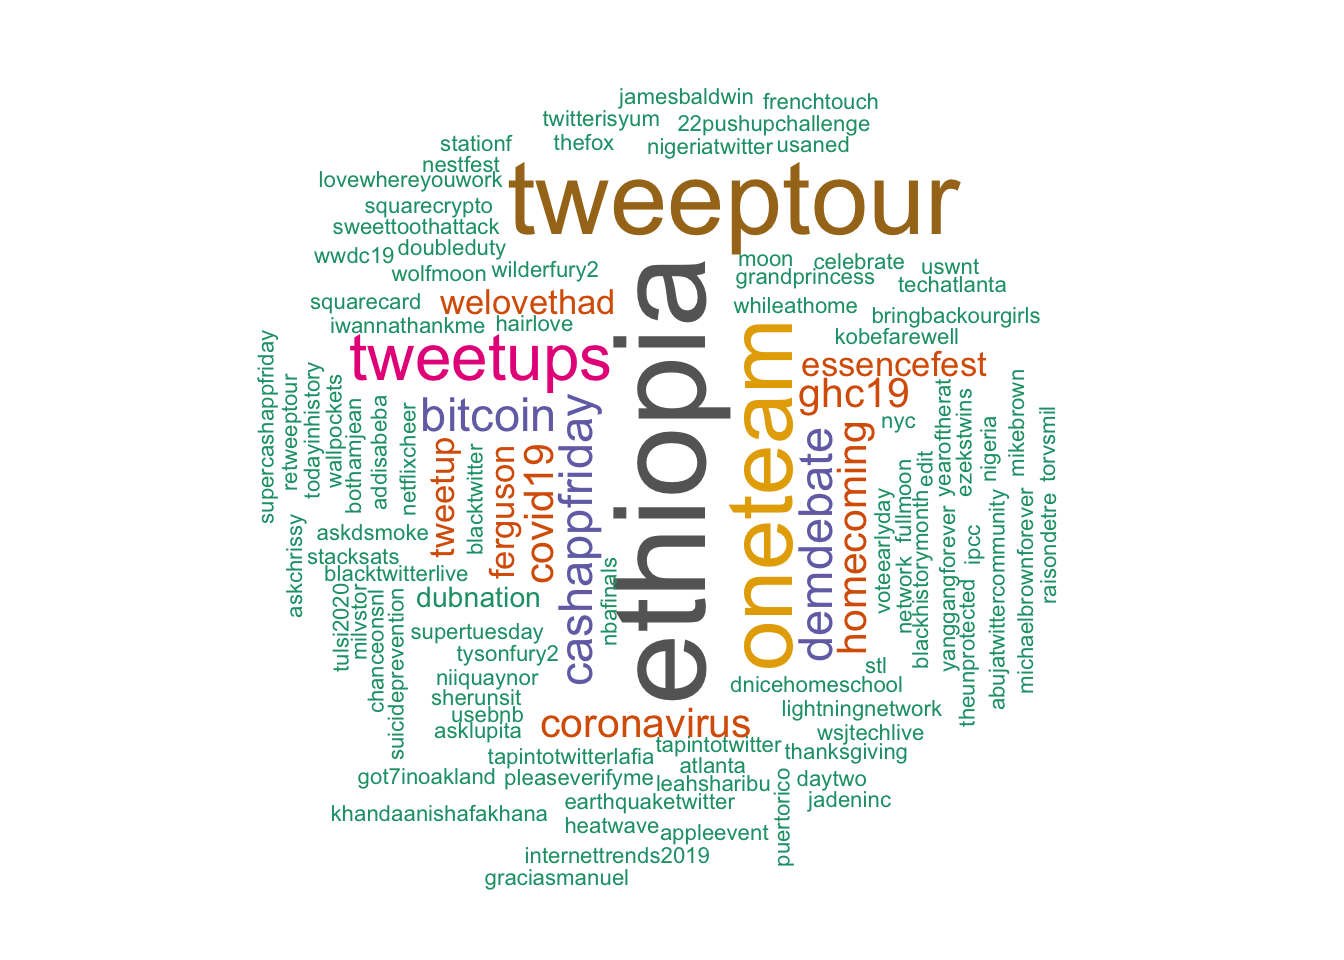 jamesbaldwin
frenchtouch
twitterisyum
22pushupchallenge
stationf
thefox
nigeriatwitter
usaned
nestfest
lovewhereyouwork
tweeptour
squarecrypto
sweettoothattack
wwdc19
doubleduty
wolfmoon
wilderfury2
moon
celebrate
uswnt
grandprincess
techatlanta
squarecard
welovethad
whileathome
bringbackourgirls
iwannathankme
hairlove
kobefarewell
tweetups
ethiopia
oneteam
essencefest
ghc19
supercashappfriday
retweeptour
todayinhistory
wallpockets
bothamjean
addisabeba
netflixcheer
bitcoin
cashappfriday
tweetup
blacktwitter
ferguson
covid19
demdebate
homecoming
nyc
voteearlyday
network
fullmoon
blackhistorymonth
edit
yanggangforever
yearoftherat
ezekstwins
theunprotected
ipcc
nigeria
abujatwittercommunity
mikebrown
michaelbrownforever
torvsmil
raisondetre
askchrissy
askdsmoke
stacksats
blacktwitterlive
tulsi2020
milvstor
chanceonsnl
suicideprevention
dubnation
nbafinals
supertuesday
tysonfury2
niiquaynor
sherunsit
usebnb
asklupita
stl
dnicehomeschool
lightningnetwork
coronavirus
wsjtechlive
tapintotwitterlafia
tapintotwitter
thanksgiving
atlanta
got7inoakland
pleaseverifyme
leahsharibu
daytwo
puertorico
jadeninc
earthquaketwitter
khandaanishafakhana
heatwave
appleevent
internettrends2019
graciasmanuel